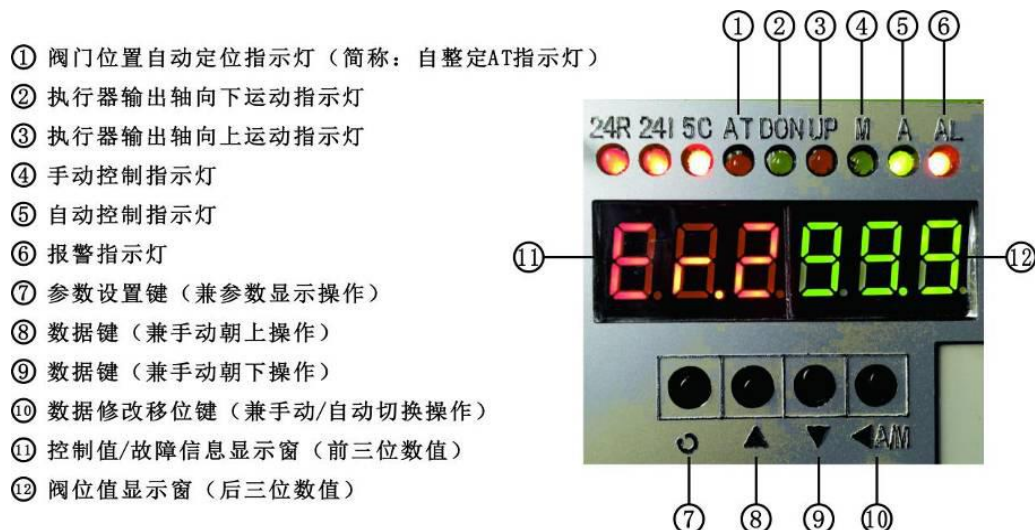 ① 阀门位置自动定位指示灯（简称：自整定AT指示灯）
② 执行器输出轴向下运动指示灯
③ 执行器输出轴向上运动指示灯
④ 手动控制指示灯
⑤ 自动控制指示灯
⑥ 报警指示灯
⑦ 参数设置键（兼参数显示操作）
⑧ 数据键（兼手动朝上操作）
⑨ 数据键（兼手动朝下操作）
⑩ 数据修改移位键（兼手动/自动切换操作）
⑪ 控制值/故障信息显示窗（前三位数值）
⑫ 阀位值显示窗（后三位数值）
① ② ③ ④ ⑤ ⑥
24R 24I 5C AT DON UP M A AL
⑪ ⑫
A/M
⑦ ⑧ ⑨ ⑩